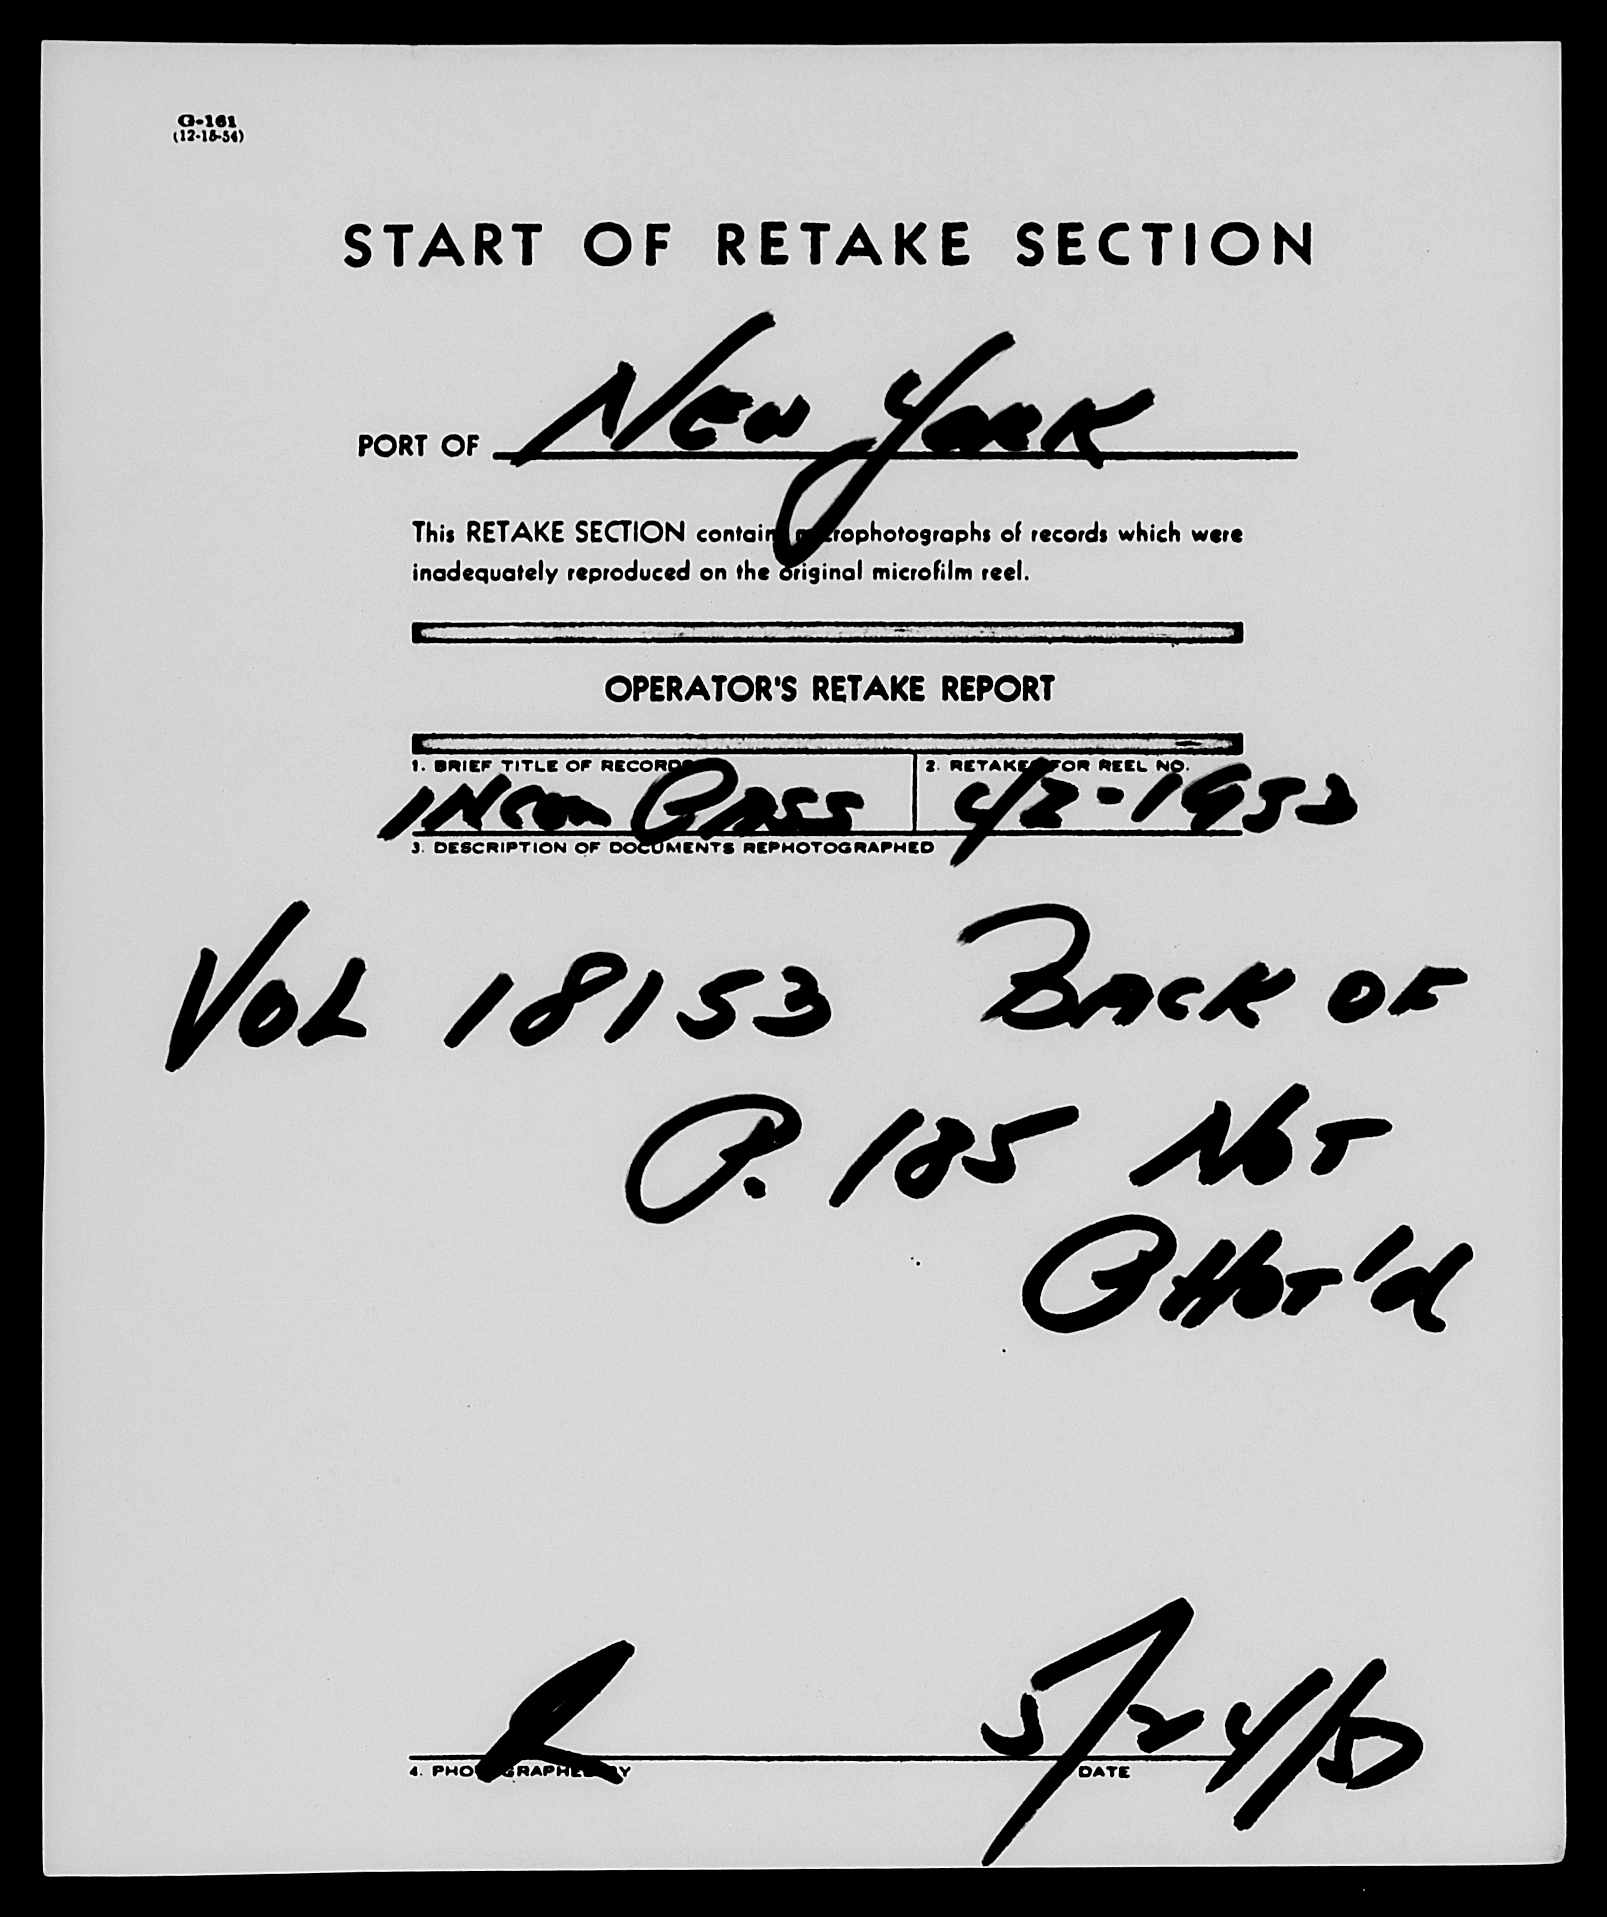 G-161
(12-15-54)
START OF RETAKE SECTION
PORT OF NEW YORK
This RETAKE SECTION contains microphotographs of records which were
inadequately reproduced on the original microfilm reel.
OPERATOR'S RETAKE REPORT
1. BRIEF TITLE OF RECORDS 2. RETAKES FOR REEL NO.
INCOM PASS
3. DESCRIPTION OF DOCUMENTS REPHOTOGRAPHED
VOL 18153 BACK OF
P. 185 NOT
PHOT'd
4. PHOTOGRAPHED BY DATE